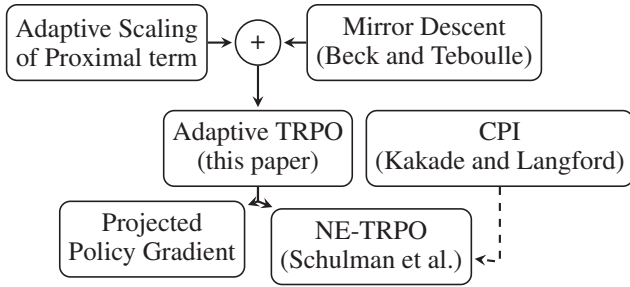 Adaptive Scaling
of Proximal term
+
Mirror Descent
(Beck and Teboulle)
Adaptive TRPO
(this paper)
CPI
(Kakade and Langford)
Projected
Policy Gradient
NE-TRPO
(Schulman et al.)